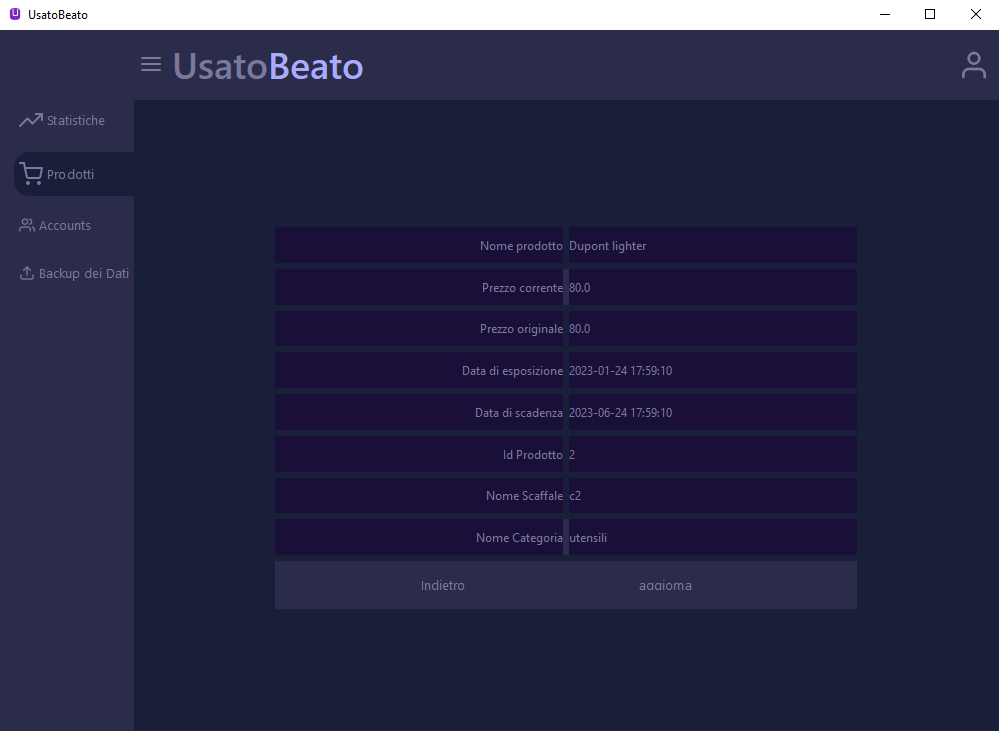 UsatoBeato
UsatoBeato
Statistiche
Prodotti
Accounts
Backup dei Dati
Nome prodotto Dupont lighter
Prezzo corrente 80.0
Prezzo originale 80.0
Data di esposizione 2023-01-24 17:59:10
Data di scadenza 2023-06-24 17:59:10
Id Prodotto 2
Nome Scaffale c2
Nome Categoria utensili
Indietro aggiorna